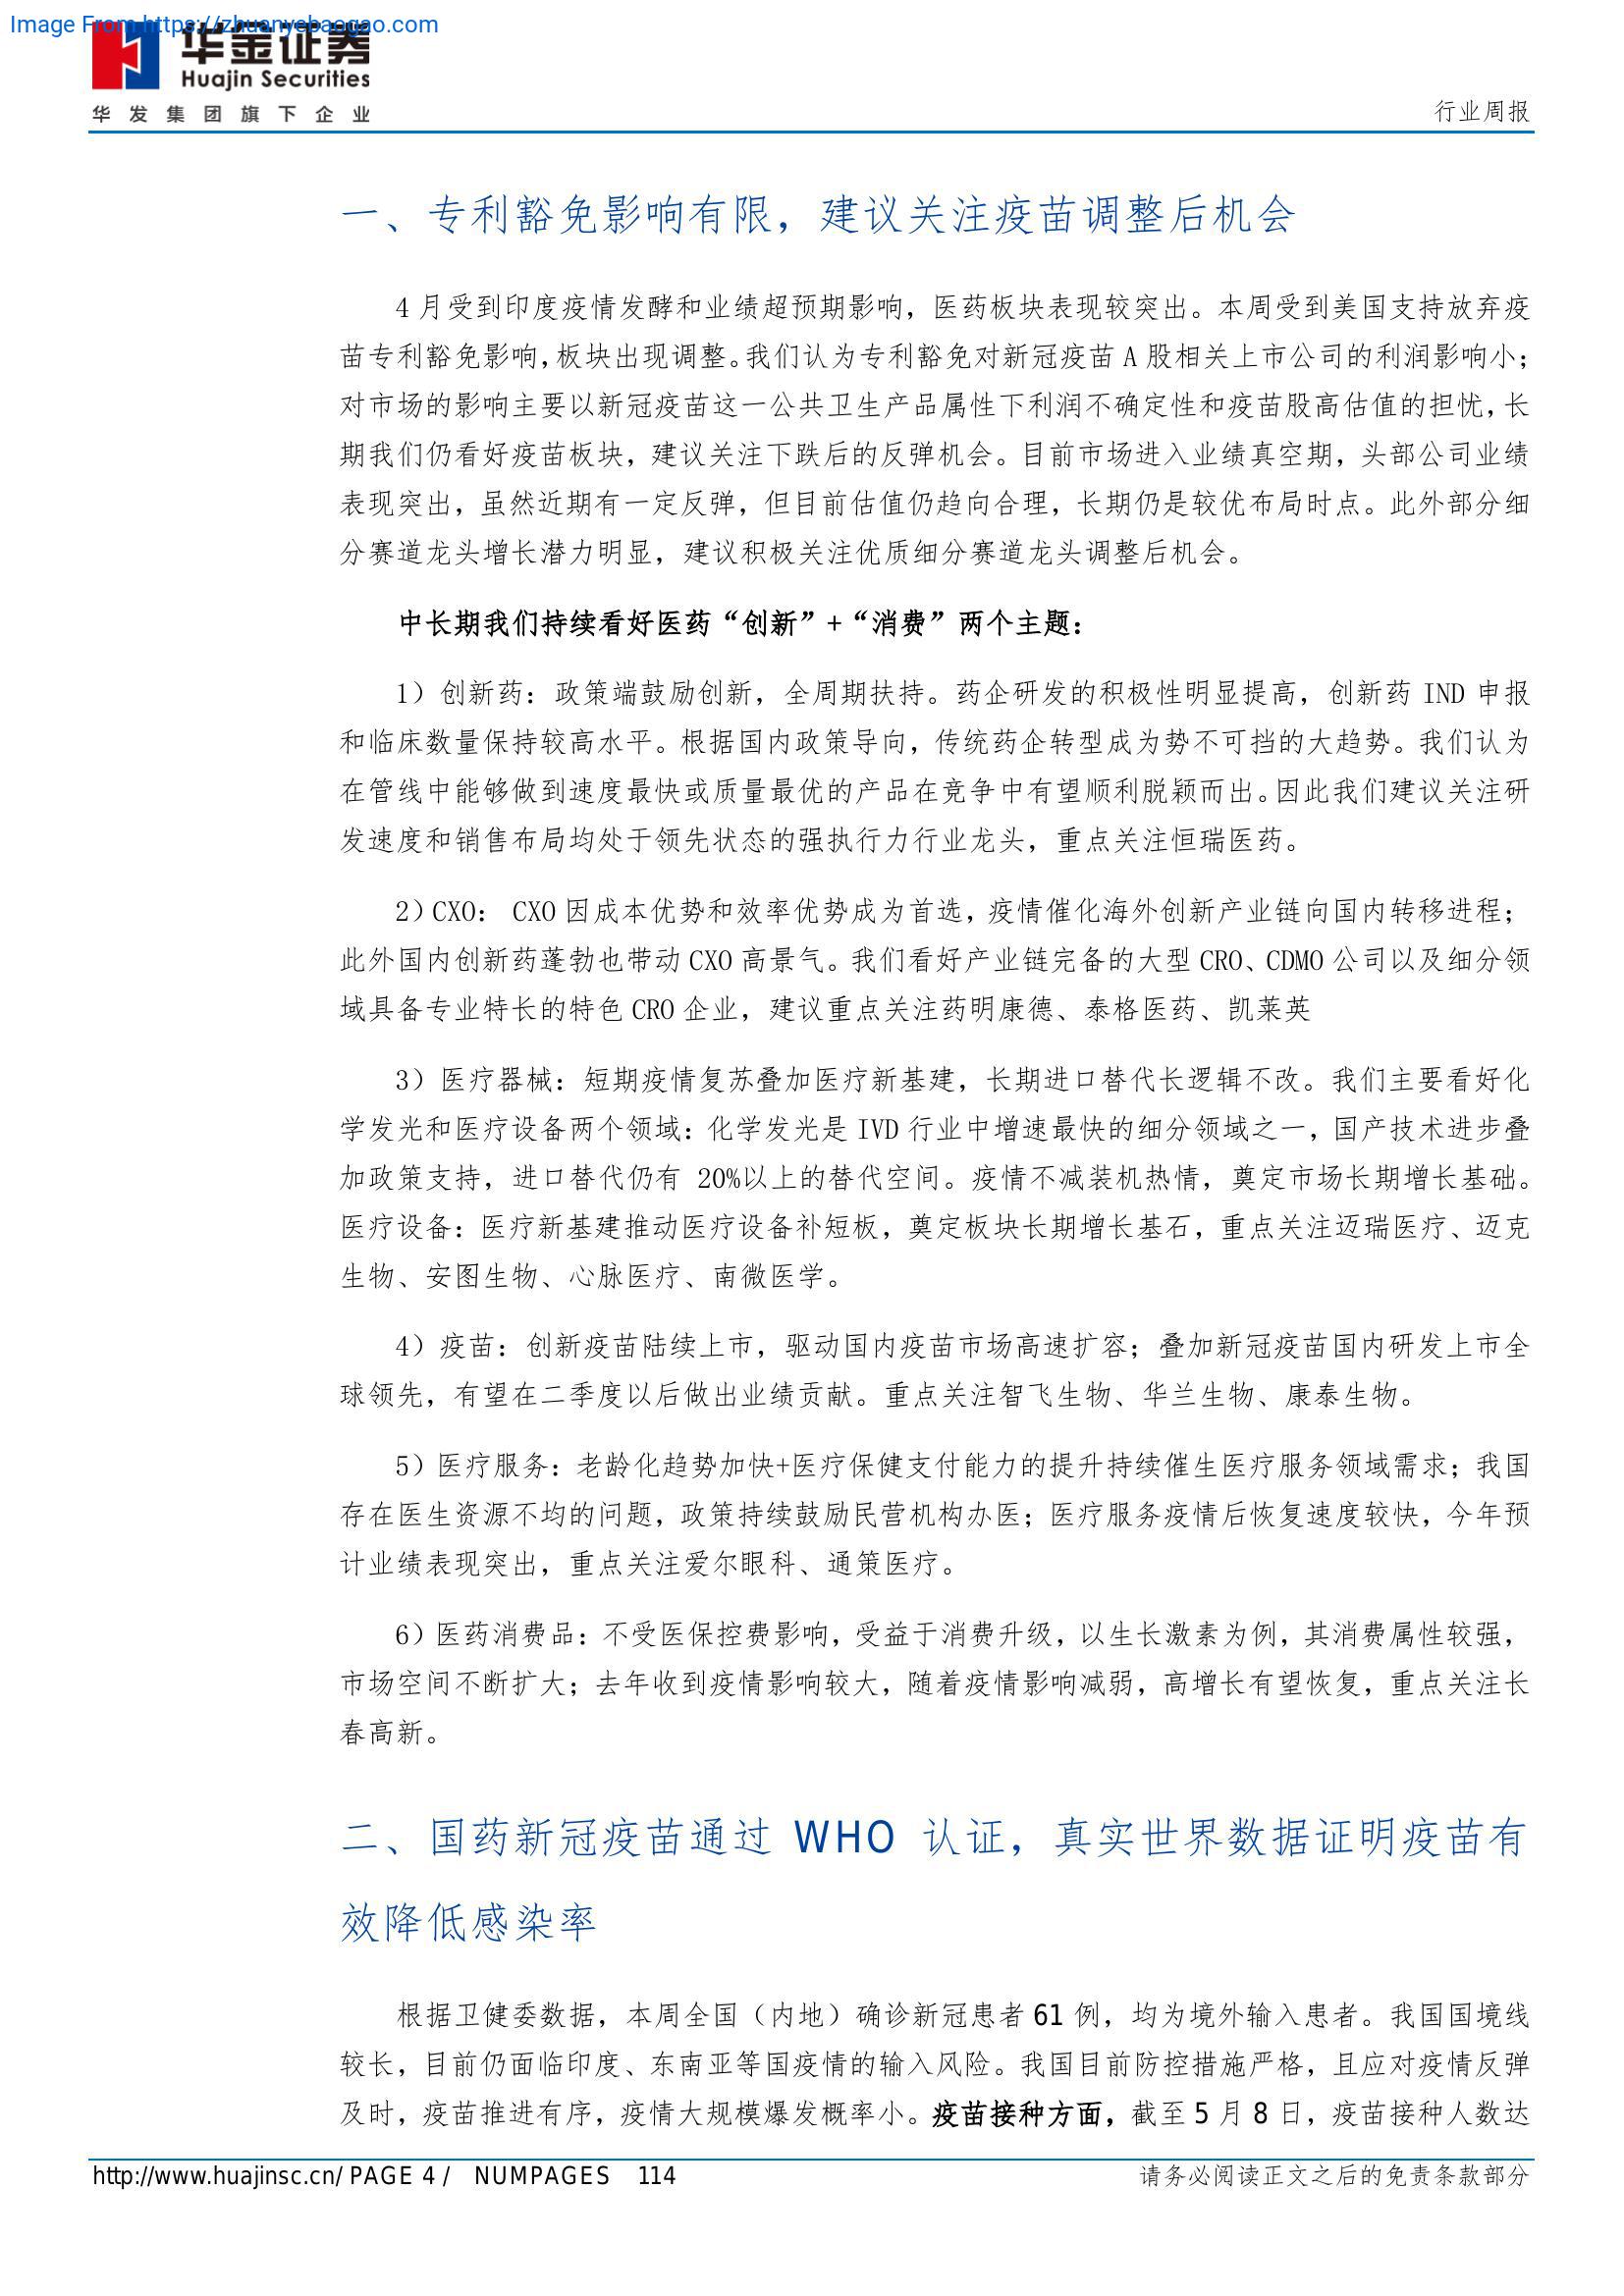 Image From:https://zhuanyebaogao.com
华金证券
Huajin Securities
华发集团旗下企业
行业周报
一、专利豁免影响有限，建议关注疫苗调整后机会
4 月受到印度疫情发酵和业绩超预期影响，医药板块表现较突出。本周受到美国支持放弃疫
苗专利豁免影响，板块出现调整。我们认为专利豁免对新冠疫苗 A 股相关上市公司的利润影响小；
对市场的影响主要以新冠疫苗这一公共卫生产品属性下利润不确定性和疫苗股高估值的担忧，长
期我们仍看好疫苗板块，建议关注下跌后的反弹机会。目前市场进入业绩真空期，头部公司业绩
表现突出，虽然近期有一定反弹，但目前估值仍趋向合理，长期仍是较优布局时点。此外部分细
分赛道龙头增长潜力明显，建议积极关注优质细分赛道龙头调整后机会。
中长期我们持续看好医药“创新”+“消费”两个主题：
1）创新药：政策端鼓励创新，全周期扶持。药企研发的积极性明显提高，创新药 IND 申报
和临床数量保持较高水平。根据国内政策导向，传统药企转型成为势不可挡的大趋势。我们认为
在管线中能够做到速度最快或质量最优的产品在竞争中有望顺利脱颖而出。因此我们建议关注研
发速度和销售布局均处于领先状态的强执行力行业龙头，重点关注恒瑞医药。
2）CXO： CXO 因成本优势和效率优势成为首选，疫情催化海外创新产业链向国内转移进程；
此外国内创新药蓬勃也带动 CXO 高景气。我们看好产业链完备的大型 CRO、CDMO 公司以及细分领
域具备专业特长的特色 CRO 企业，建议重点关注药明康德、泰格医药、凯莱英
3）医疗器械：短期疫情复苏叠加医疗新基建，长期进口替代长逻辑不改。我们主要看好化
学发光和医疗设备两个领域：化学发光是 IVD 行业中增速最快的细分领域之一，国产技术进步叠
加政策支持，进口替代仍有 20%以上的替代空间。疫情不减装机热情，奠定市场长期增长基础。
医疗设备：医疗新基建推动医疗设备补短板，奠定板块长期增长基石，重点关注迈瑞医疗、迈克
生物、安图生物、心脉医疗、南微医学。
4）疫苗：创新疫苗陆续上市，驱动国内疫苗市场高速扩容；叠加新冠疫苗国内研发上市全
球领先，有望在二季度以后做出业绩贡献。重点关注智飞生物、华兰生物、康泰生物。
5）医疗服务：老龄化趋势加快+医疗保健支付能力的提升持续催生医疗服务领域需求；我国
存在医生资源不均的问题，政策持续鼓励民营机构办医；医疗服务疫情后恢复速度较快，今年预
计业绩表现突出，重点关注爱尔眼科、通策医疗。
6）医药消费品：不受医保控费影响，受益于消费升级，以生长激素为例，其消费属性较强，
市场空间不断扩大；去年收到疫情影响较大，随着疫情影响减弱，高增长有望恢复，重点关注长
春高新。
二、国药新冠疫苗通过 WHO 认证，真实世界数据证明疫苗有
效降低感染率
根据卫健委数据，本周全国（内地）确诊新冠患者 61 例，均为境外输入患者。我国国境线
较长，目前仍面临印度、东南亚等国疫情的输入风险。我国目前防控措施严格，且应对疫情反弹
及时，疫苗推进有序，疫情大规模爆发概率小。疫苗接种方面，截至 5 月 8 日，疫苗接种人数达
http://www.huajinsc.cn/ PAGE 4 / NUMPAGES 114
请务必阅读正文之后的免责条款部分